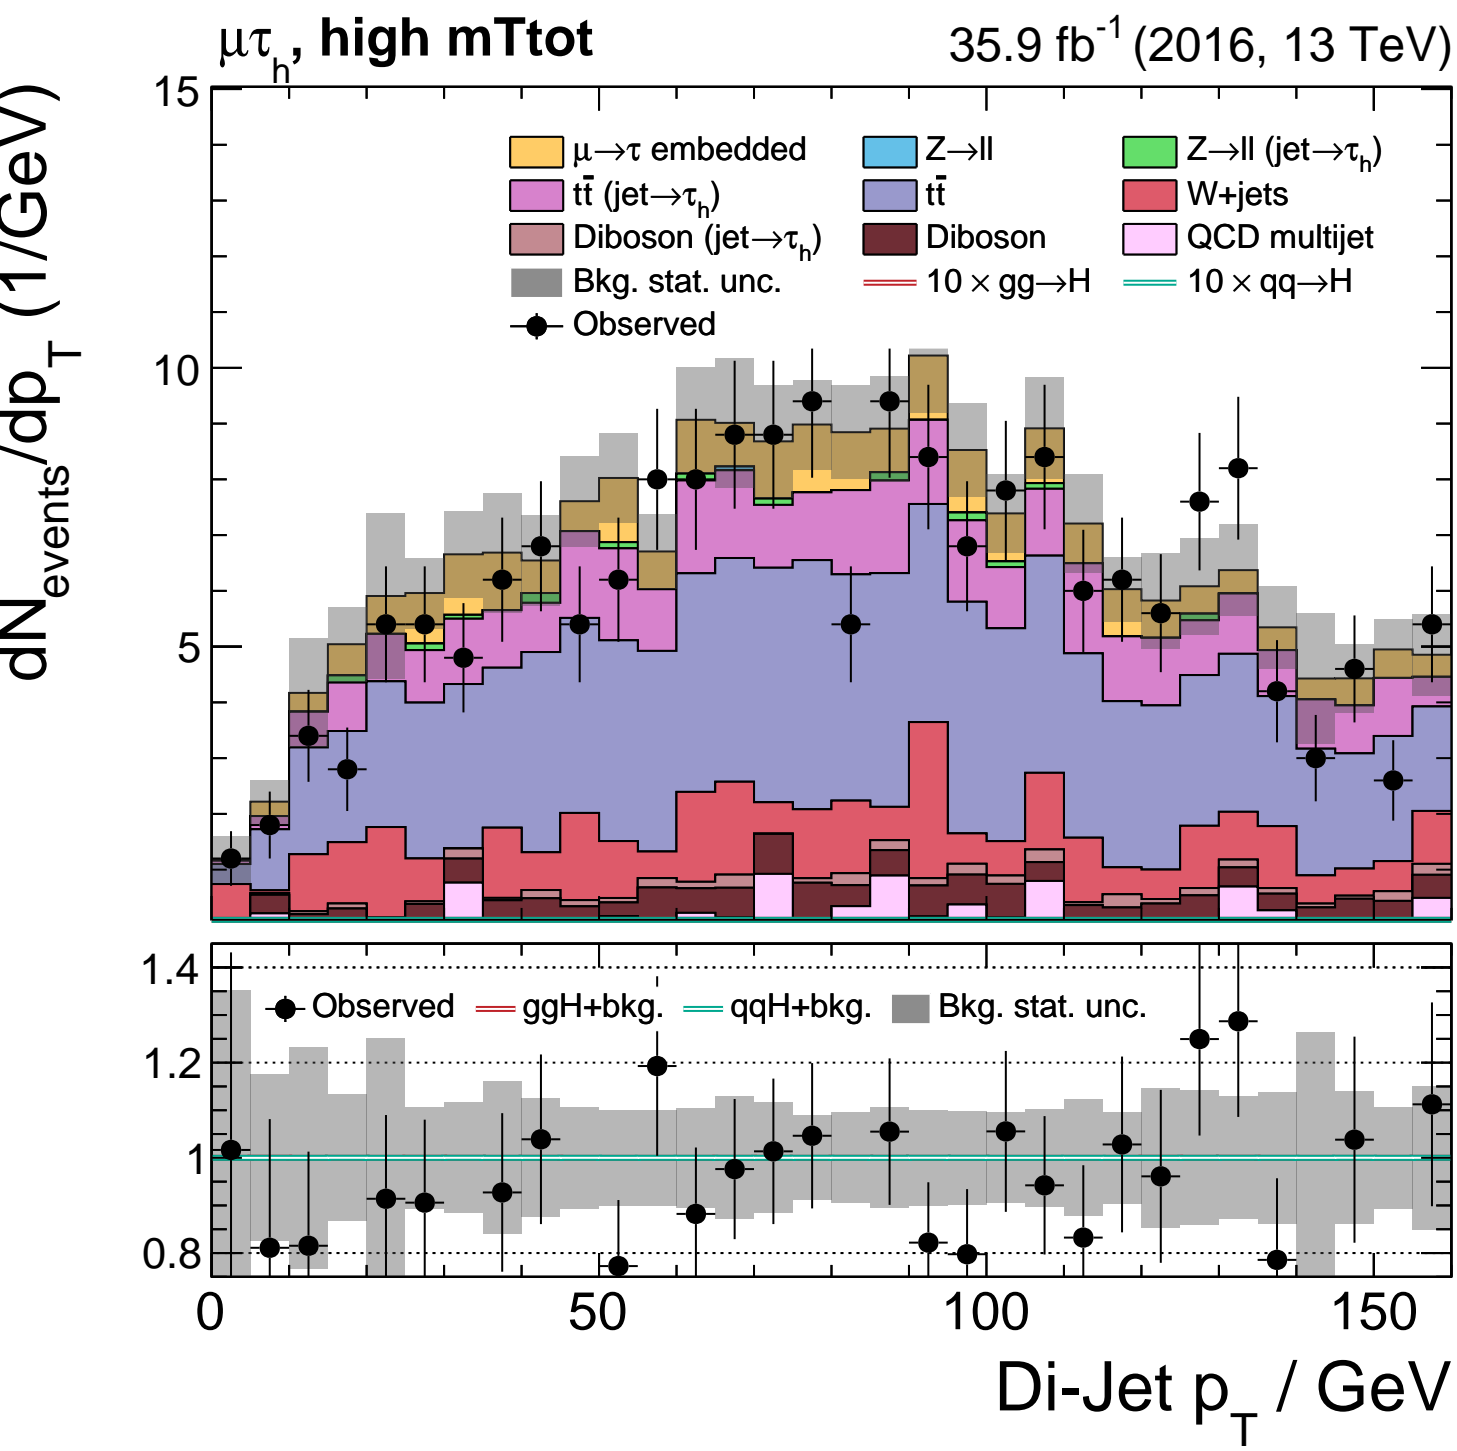 μτh, high mTtot 35.9 fb-1 (2016, 13 TeV)
dNevents/dpT (1/GeV)
15
μ→τ embedded Z→ll Z→ll (jet→τh)
tt̄ (jet→τh) tt̄ W+jets
Diboson (jet→τh) Diboson QCD multijet
Bkg. stat. unc. 10 × gg→H 10 × qq→H
Observed
10
5
1.4
Observed ggH+bkg. qqH+bkg. Bkg. stat. unc.
1.2
1
0.8
0 50 100 150
Di-Jet pT / GeV